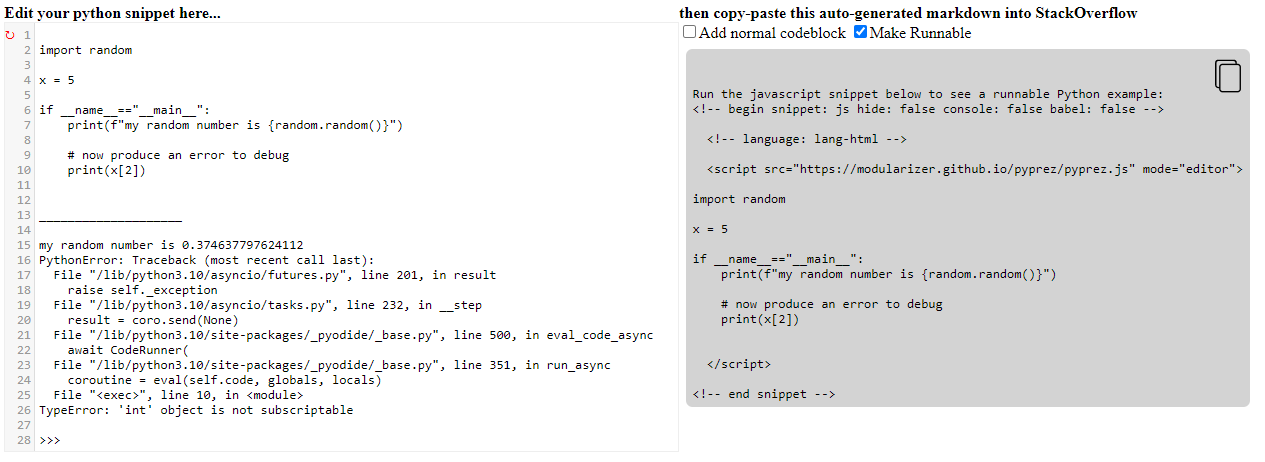 Edit your python snippet here...
↻ 1
2 import random
3
4 x = 5
5
6 if __name__=="__main__":
7     print(f"my random number is {random.random()}")
8
9     # now produce an error to debug
10     print(x[2])
11
12
13 ____________________
14
15 my random number is 0.374637797624112
16 PythonError: Traceback (most recent call last):
17   File "/lib/python3.10/asyncio/futures.py", line 201, in result
18     raise self._exception
19   File "/lib/python3.10/asyncio/tasks.py", line 232, in __step
20     result = coro.send(None)
21   File "/lib/python3.10/site-packages/_pyodide/_base.py", line 500, in eval_code_async
22     await CodeRunner(
23   File "/lib/python3.10/site-packages/_pyodide/_base.py", line 351, in run_async
24     coroutine = eval(self.code, globals, locals)
25   File "<exec>", line 10, in <module>
26 TypeError: 'int' object is not subscriptable
27
28 >>>
then copy-paste this auto-generated markdown into StackOverflow
Add normal codeblock Make Runnable
Run the javascript snippet below to see a runnable Python example:
<!-- begin snippet: js hide: false console: false babel: false -->
  <!-- language: lang-html -->
  <script src="https://modularizer.github.io/pyprez/pyprez.js" mode="editor">
import random
x = 5
if __name__=="__main__":
    print(f"my random number is {random.random()}")
    # now produce an error to debug
    print(x[2])
  </script>
<!-- end snippet -->